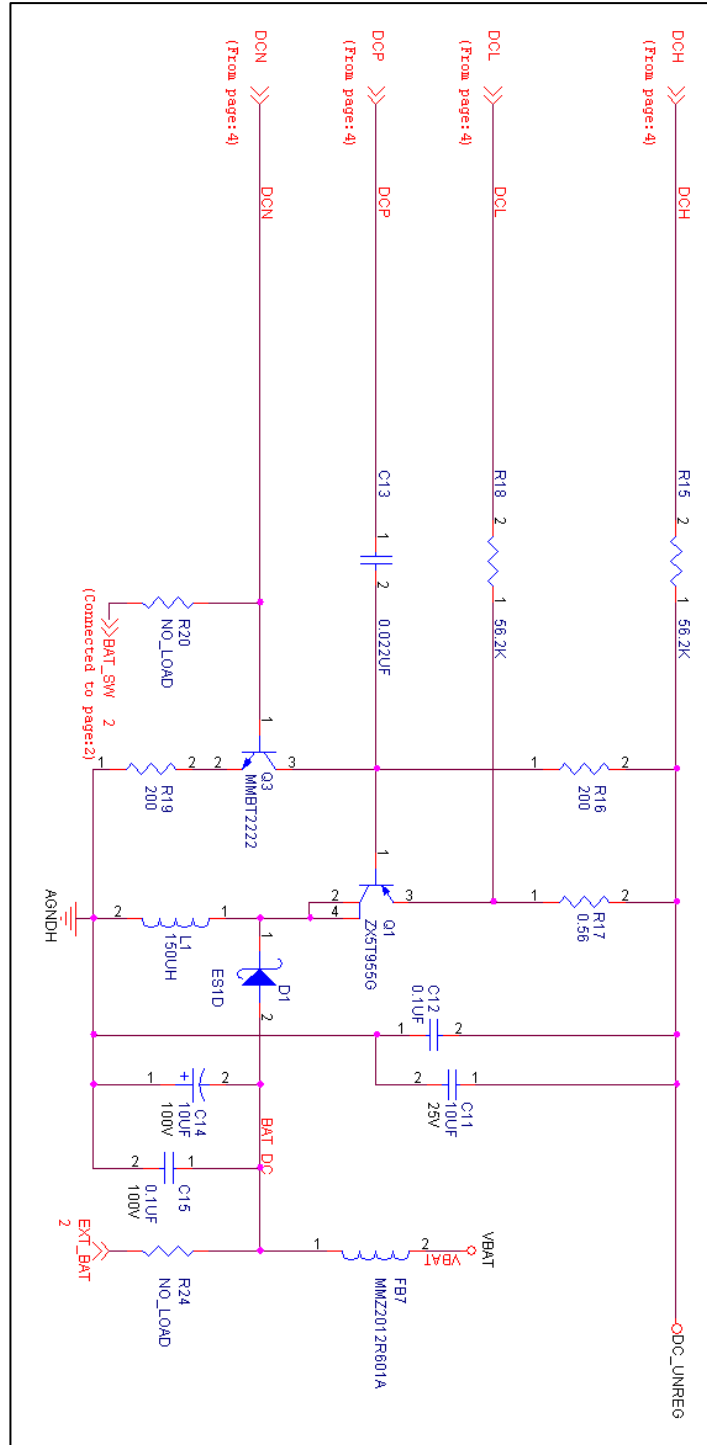 DCH
(From page:4)
DCH
R15
2
1
56.2K
DC_UNREG
DCL
(From page:4)
DCL
R18
2
1
56.2K
2
R16
200
1
2
R17
0.56
1
2
C12
0.1UF
1
1
C11
10UF
25V
2
DCP
(From page:4)
DCP
C13
1
2
0.022UF
1
Q1
ZX5T955G
3
2
4
VBAT
VBAT
2
FB7
MMZ2012R601A
1
DCN
(From page:4)
DCN
1
Q3
MMBT2222
3
2
D1
ES1D
1
2
BAT_DC
R20
NO_LOAD
BAT_SW 2
(Connected to page:2)
2
R19
200
1
1
L1
150UH
2
AGNDH
2
C14
10UF
100V
1
+
1
C15
0.1UF
100V
2
R24
NO_LOAD
EXT_BAT
2